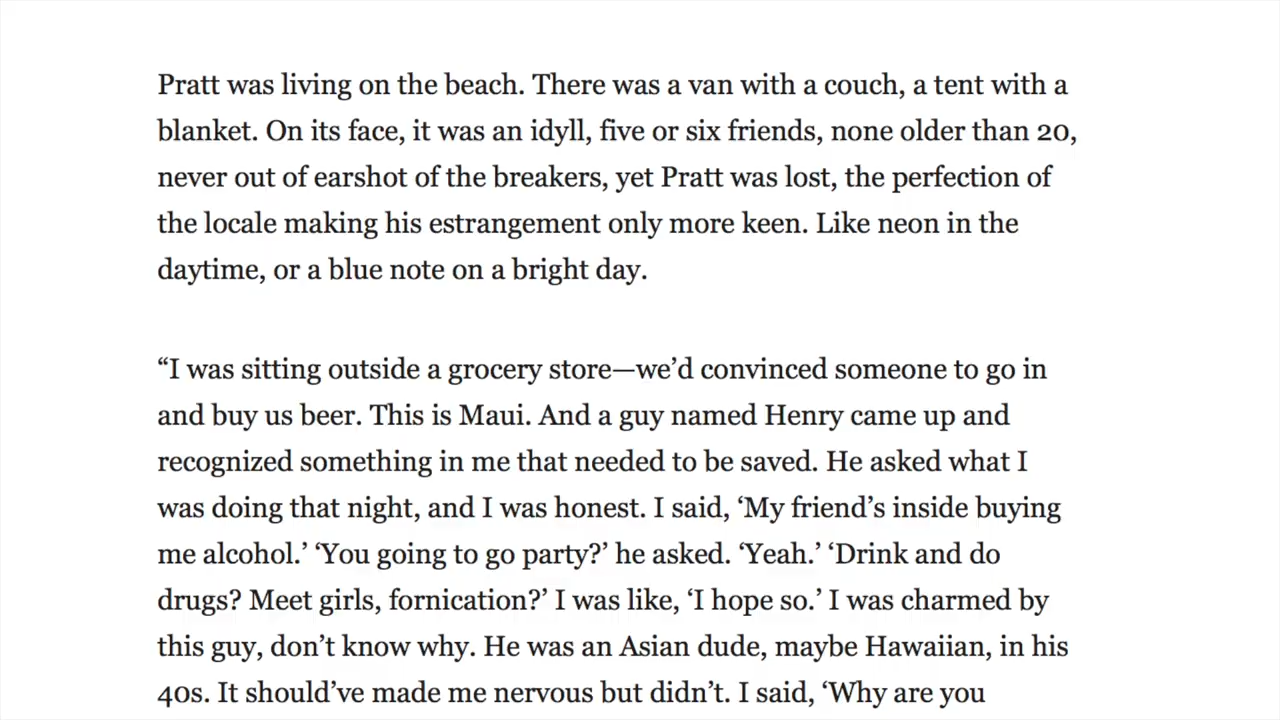 Pratt was living on the beach. There was a van with a couch, a tent with a
blanket. On its face, it was an idyll, five or six friends, none older than 20,
never out of earshot of the breakers, yet Pratt was lost, the perfection of
the locale making his estrangement only more keen. Like neon in the
daytime, or a blue note on a bright day.
“I was sitting outside a grocery store—we’d convinced someone to go in
and buy us beer. This is Maui. And a guy named Henry came up and
recognized something in me that needed to be saved. He asked what I
was doing that night, and I was honest. I said, ‘My friend’s inside buying
me alcohol.’ ‘You going to go party?’ he asked. ‘Yeah.’ ‘Drink and do
drugs? Meet girls, fornication?’ I was like, ‘I hope so.’ I was charmed by
this guy, don’t know why. He was an Asian dude, maybe Hawaiian, in his
40s. It should’ve made me nervous but didn’t. I said, ‘Why are you